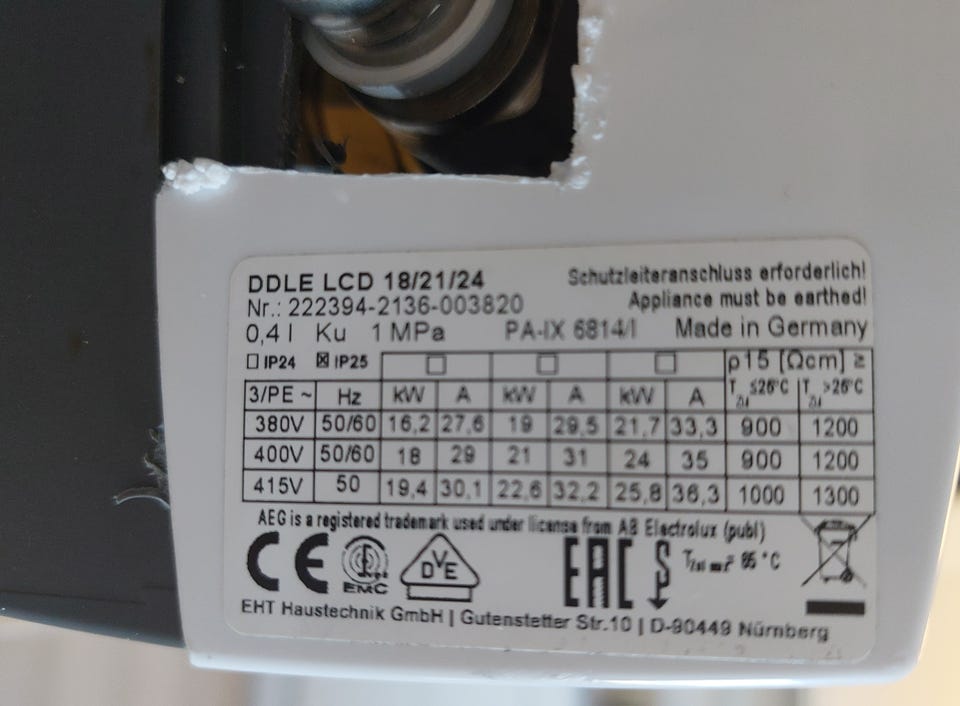 DDLE LCD 18/21/24
Schutzleiteranschluss erforderlich!
Nr.: 222394-2136-003820
Appliance must be earthed!
0,4 l Ku 1 MPa PA-IX 6814/I Made in Germany
☐ IP24 ☒ IP25 ☐ ☐ ☐ ρ15 [Ωcm] ≥
3/PE ~ Hz kW A kW A kW A T ≤25°C T >25°C
380V 50/60 16,2 27,6 19 29,5 21,7 33,3 900 1200
400V 50/60 18 29 21 31 24 35 900 1200
415V 50 19,4 30,1 22,6 32,2 25,8 36,3 1000 1300
AEG is a registered trademark used under license from AB Electrolux (publ)
CE EMC DVE EAC S
EHT Haustechnik GmbH | Gutenstetter Str.10 | D-90449 Nürnberg